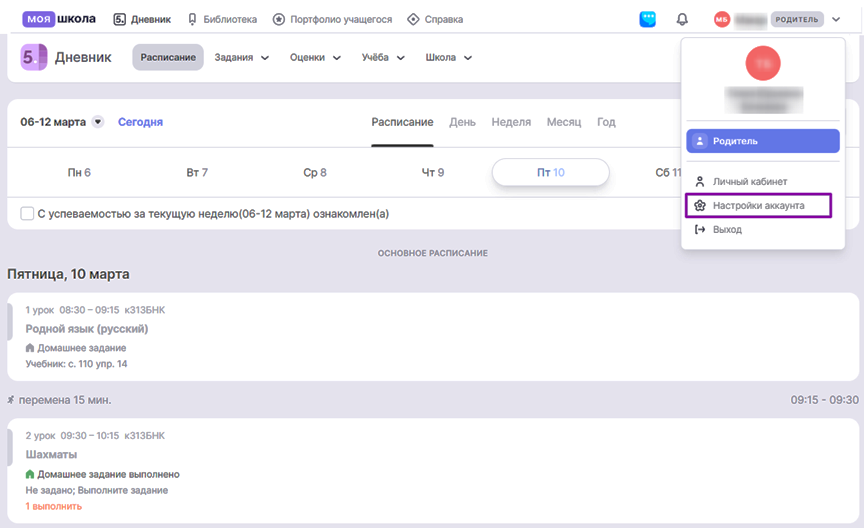 МОЯ школа 5. Дневник Библиотека Портфолио учащегося Справка МБ РОДИТЕЛЬ
5. Дневник Расписание Задания Оценки Учёба Школа
Родитель
Личный кабинет
Настройки аккаунта
Выход
06-12 марта Сегодня Расписание День Неделя Месяц Год
Пн 6 Вт 7 Ср 8 Чт 9 Пт 10 Сб 11
С успеваемостью за текущую неделю(06-12 марта) ознакомлен(а)
ОСНОВНОЕ РАСПИСАНИЕ
Пятница, 10 марта
1 урок 08:30 – 09:15 к313БНК
Родной язык (русский)
Домашнее задание
Учебник: с. 110 упр. 14
перемена 15 мин. 09:15 - 09:30
2 урок 09:30 – 10:15 к313БНК
Шахматы
Домашнее задание выполнено
Не задано; Выполните задание
1 выполнить